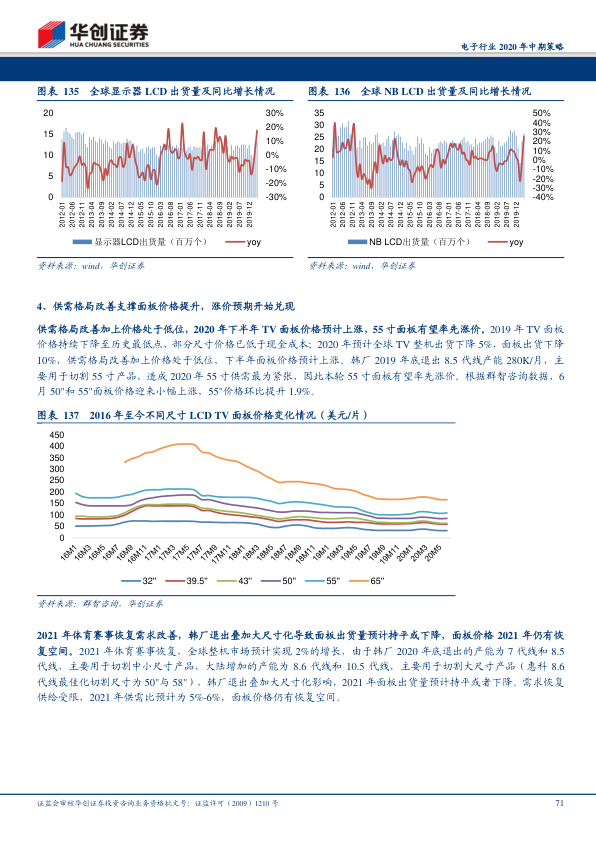 华创证券
HUA CHUANG SECURITIES
电子行业 2020 年中期策略
图表 135 全球显示器 LCD 出货量及同比增长情况
20
15
10
5
0
30%
20%
10%
0%
-10%
-20%
-30%
2012-01
2012-06
2012-11
2013-04
2013-09
2014-02
2014-07
2014-12
2015-05
2015-10
2016-03
2016-08
2017-01
2017-06
2017-11
2018-04
2018-09
2019-02
2019-07
2019-12
显示器LCD出货量（百万个）
yoy
资料来源：wind，华创证券
图表 136 全球 NB LCD 出货量及同比增长情况
35
30
25
20
15
10
5
0
50%
40%
30%
20%
10%
0%
-10%
-20%
-30%
-40%
2012-01
2012-06
2012-11
2013-04
2013-09
2014-02
2014-07
2014-12
2015-05
2015-10
2016-03
2016-08
2017-01
2017-06
2017-11
2018-04
2018-09
2019-02
2019-07
2019-12
NB LCD出货量（百万个）
yoy
资料来源：wind，华创证券
4、供需格局改善支撑面板价格提升，涨价预期开始兑现
供需格局改善加上价格处于低位，2020 年下半年 TV 面板价格预计上涨，55 寸面板有望率先涨价。2019 年 TV 面板
价格持续下降至历史最低点，部分尺寸价格已低于现金成本；2020 年预计全球 TV 整机出货下降 5%，面板出货下降
10%，供需格局改善加上价格处于低位，下半年面板价格预计上涨。韩厂 2019 年底退出 8.5 代线产能 280K/月，主
要用于切割 55 寸产品，造成 2020 年 55 寸供需最为紧张，因此本轮 55 寸面板有望率先涨价。根据群智咨询数据，6
月 50"和 55"面板价格迎来小幅上涨，55"价格环比提升 1.9%。
图表 137 2016 年至今不同尺寸 LCD TV 面板价格变化情况（美元/片）
450
400
350
300
250
200
150
100
50
0
16M1
16M3
16M5
16M7
16M9
16M11
17M1
17M3
17M5
17M7
17M9
17M11
18M1
18M3
18M5
18M7
18M9
18M11
19M1
19M3
19M5
19M7
19M9
19M11
20M1
20M3
20M5
32" 39.5" 43" 50" 55" 65"
资料来源：群智咨询，华创证券
2021 年体育赛事恢复需求改善，韩厂退出叠加大尺寸化导致面板出货量预计持平或下降，面板价格 2021 年仍有恢
复空间。2021 年体育赛事恢复，全球整机市场预计实现 2%的增长，由于韩厂 2020 年底退出的产能为 7 代线和 8.5
代线，主要用于切割中小尺寸产品，大陆增加的产能为 8.6 代线和 10.5 代线，主要用于切割大尺寸产品（惠科 8.6
代线最佳化切割尺寸为 50"与 58"），韩厂退出叠加大尺寸化影响，2021 年面板出货量预计持平或者下降。需求恢复
供给受限，2021 年供需比预计为 5%-6%，面板价格仍有恢复空间。
证监会审核华创证券投资咨询业务资格批文号：证监许可（2009）1210 号
71